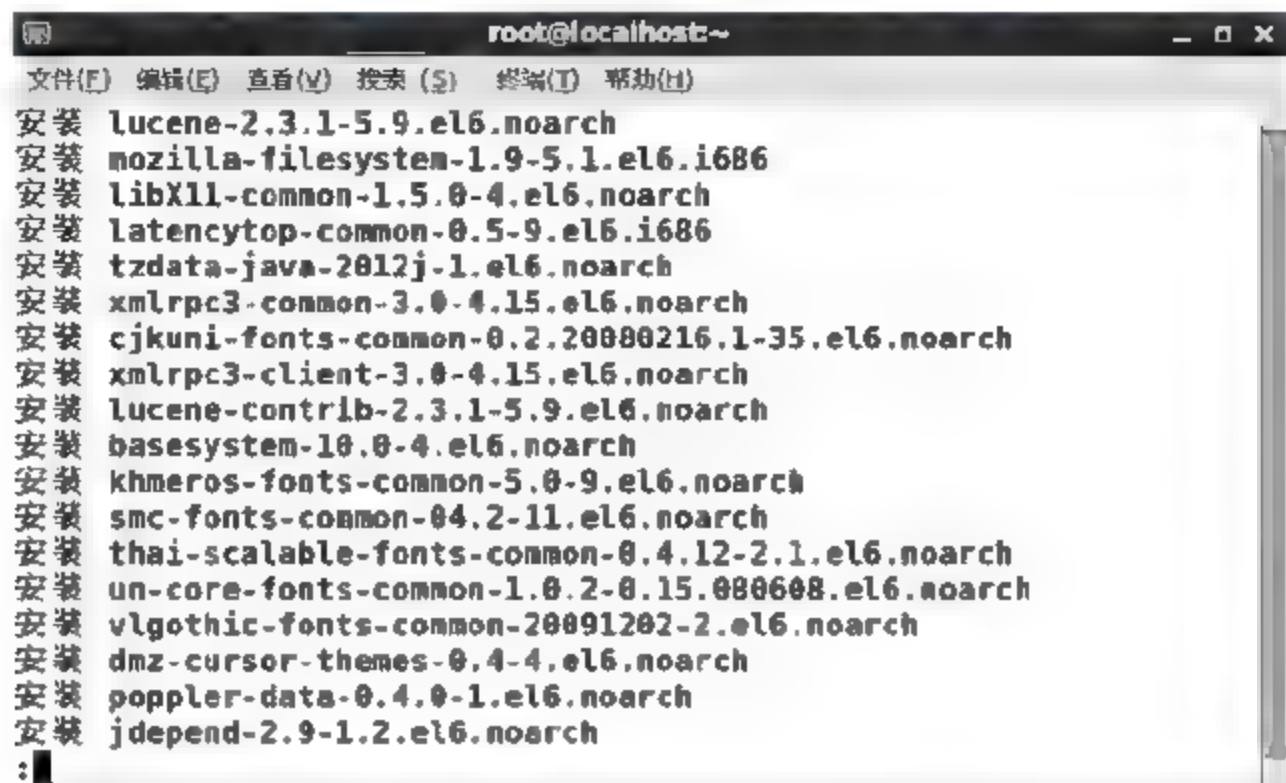 root@localhost:~
文件(F) 编辑(E) 查看(V) 搜索 (S) 终端(T) 帮助(H)
安装 lucene-2.3.1-5.9.el6.noarch
安装 mozilla-filesystem-1.9-5.1.el6.i686
安装 libX11-common-1.5.0-4.el6.noarch
安装 latencytop-common-0.5-9.el6.i686
安装 tzdata-java-2012j-1.el6.noarch
安装 xmlrpc3-common-3.0-4.15.el6.noarch
安装 cjkuni-fonts-common-0.2.20080216.1-35.el6.noarch
安装 xmlrpc3-client-3.0-4.15.el6.noarch
安装 lucene-contrib-2.3.1-5.9.el6.noarch
安装 basesystem-10.0-4.el6.noarch
安装 khmeros-fonts-common-5.0-9.el6.noarch
安装 smc-fonts-common-04.2-11.el6.noarch
安装 thai-scalable-fonts-common-0.4.12-2.1.el6.noarch
安装 un-core-fonts-common-1.0.2-0.15.080608.el6.noarch
安装 vlgothic-fonts-common-20091202-2.el6.noarch
安装 dmz-cursor-themes-0.4-4.el6.noarch
安装 poppler-data-0.4.0-1.el6.noarch
安装 jdepend-2.9-1.2.el6.noarch
: